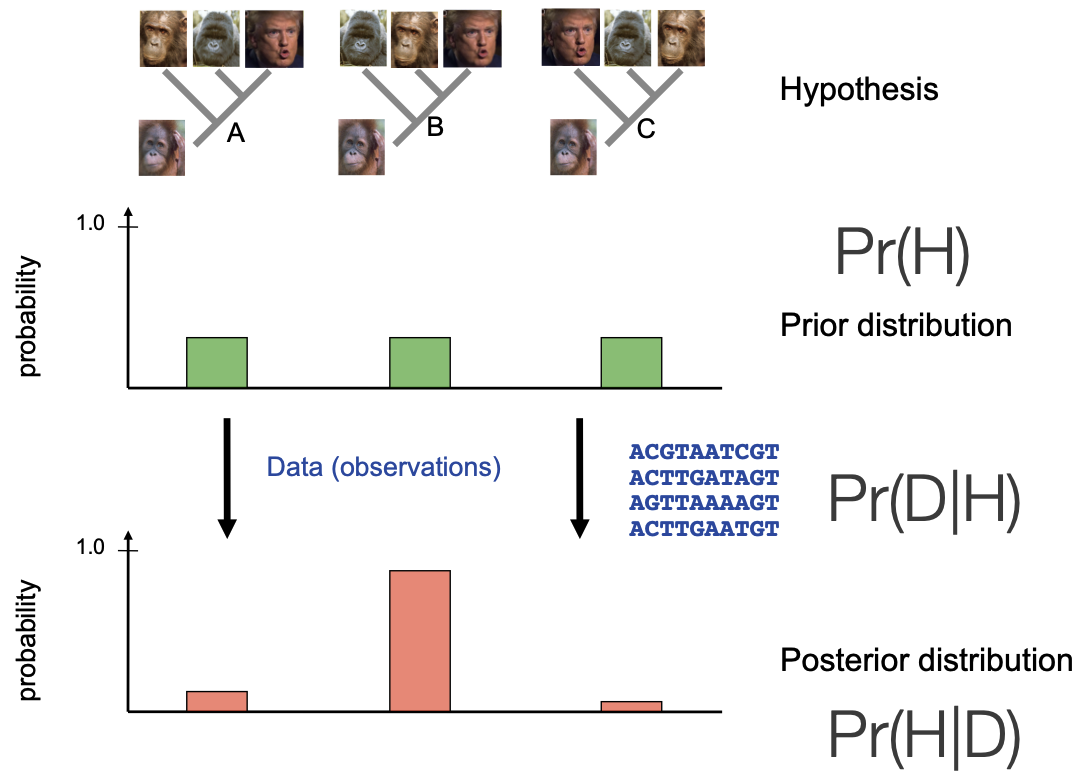 Hypothesis
A
B
C
1.0
probability
Pr(H)
Prior distribution
Data (observations)
ACGTAATCGT
ACTTGATAGT
AGTTAAAAGT
ACTTGAATGT
Pr(D|H)
1.0
probability
Posterior distribution
Pr(H|D)